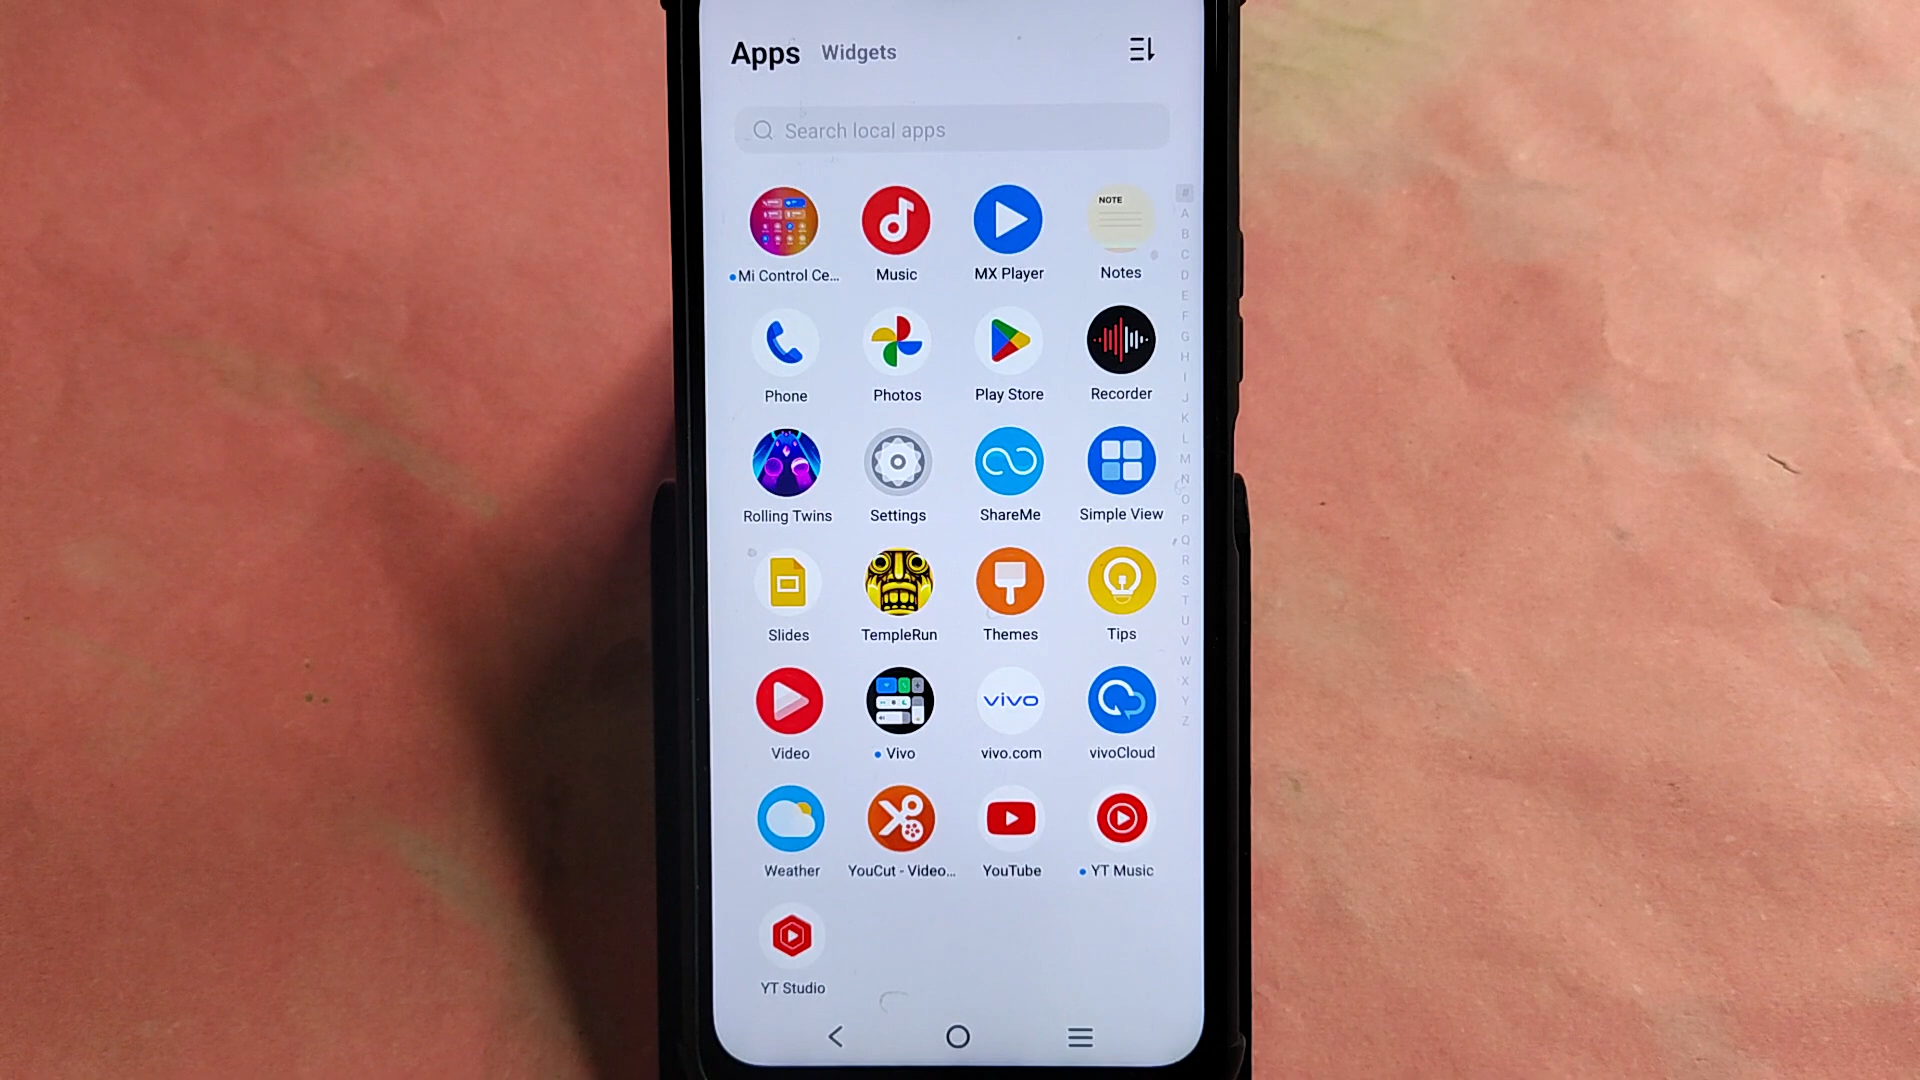 Apps Widgets
Search local apps
NOTE
Mi Control Ce... Music MX Player Notes
Phone Photos Play Store Recorder
Rolling Twins Settings ShareMe Simple View
Slides TempleRun Themes Tips
vivo
Video Vivo vivo.com vivoCloud
Weather YouCut - Video... YouTube YT Music
YT Studio
#
A
B
C
D
E
F
G
H
I
J
K
L
M
N
O
P
Q
R
S
T
U
V
W
X
Y
Z